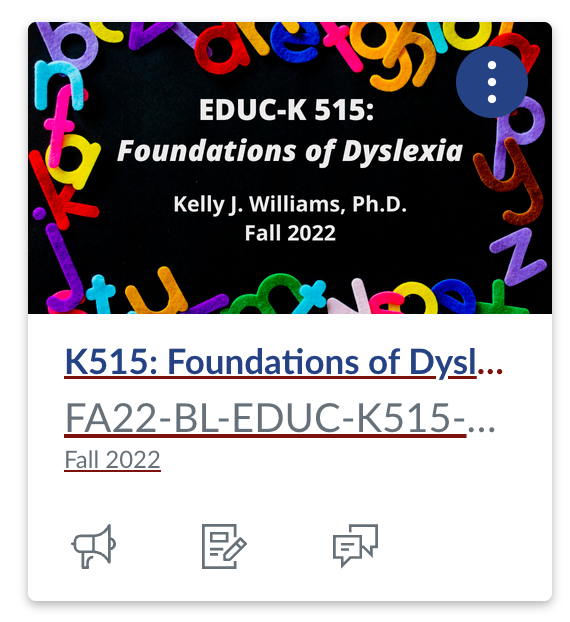 EDUC-K 515:
Foundations of Dyslexia
Kelly J. Williams, Ph.D.
Fall 2022
K515: Foundations of Dysl...
FA22-BL-EDUC-K515-...
Fall 2022